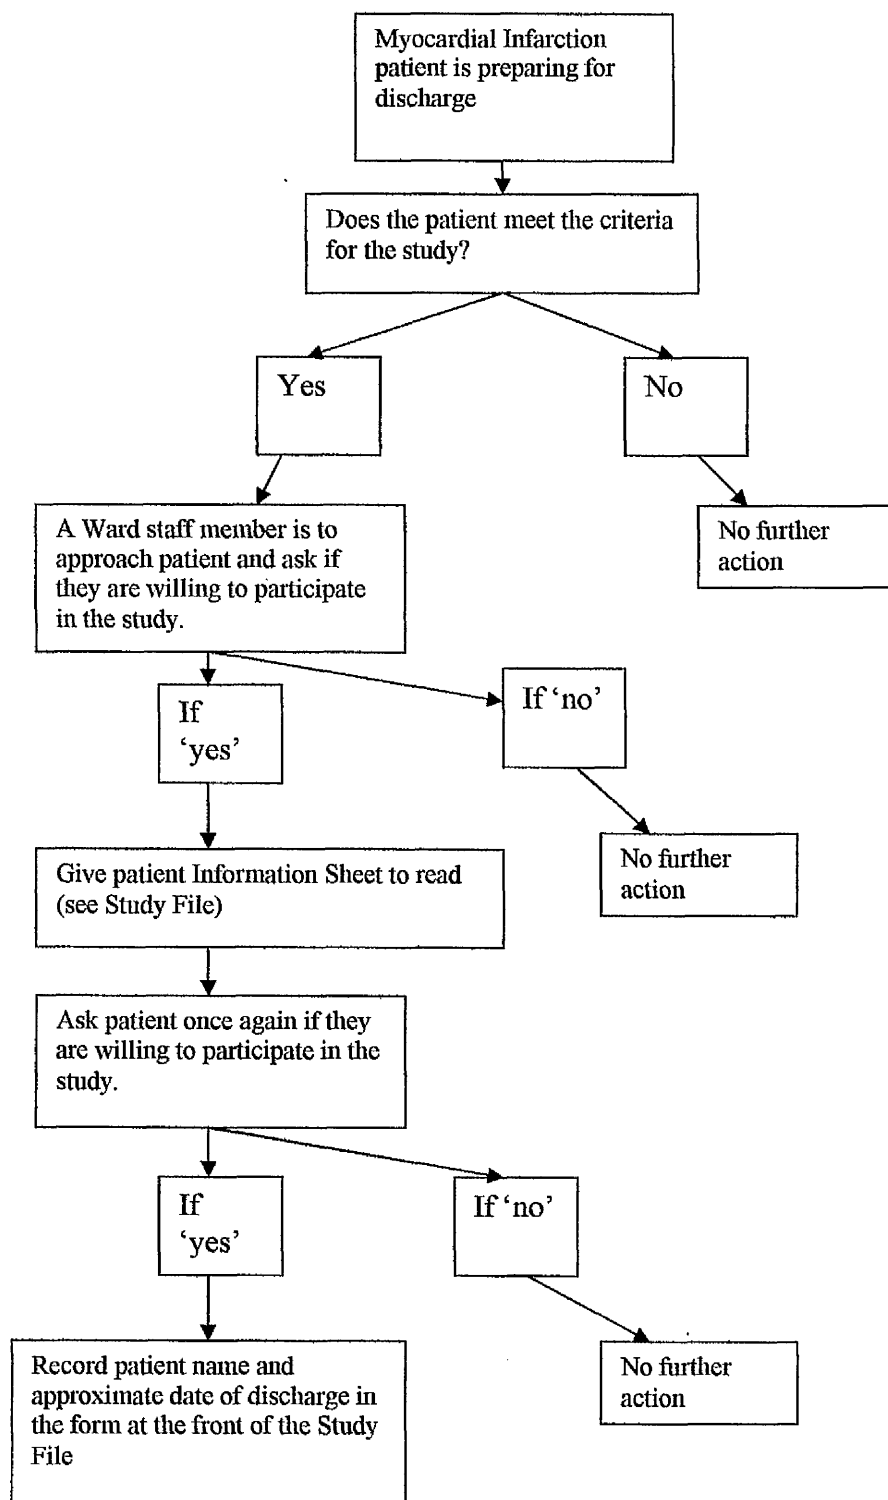 Myocardial Infarction
patient is preparing for
discharge
Does the patient meet the criteria
for the study?
Yes
No
A Ward staff member is to
approach patient and ask if
they are willing to participate
in the study.
No further
action
If
‘yes’
If ‘no’
No further
action
Give patient Information Sheet to read
(see Study File)
Ask patient once again if they
are willing to participate in the
study.
If
‘yes’
If ‘no’
Record patient name and
approximate date of discharge in
the form at the front of the Study
File
No further
action